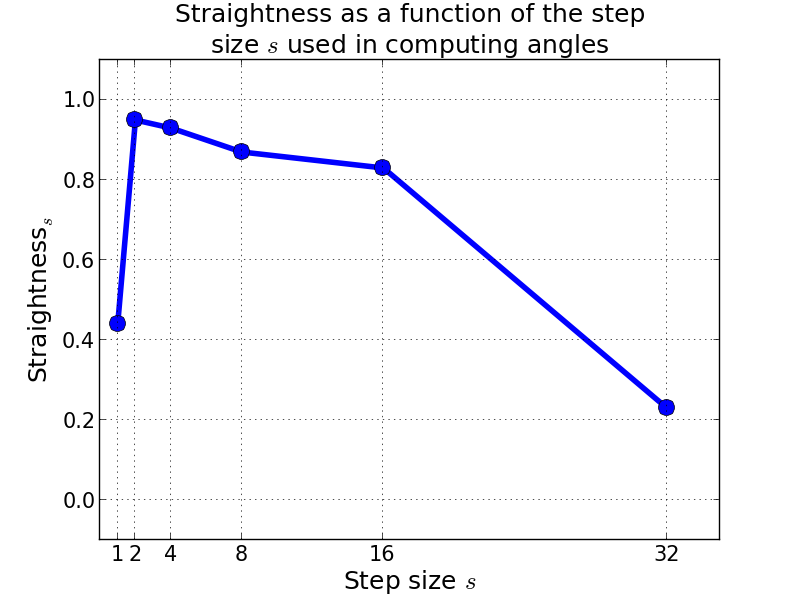 Straightness as a function of the step
size s used in computing angles
1.0
0.8
0.6
0.4
0.2
0.0
Straightness_s
1 2 4 8 16 32
Step size s